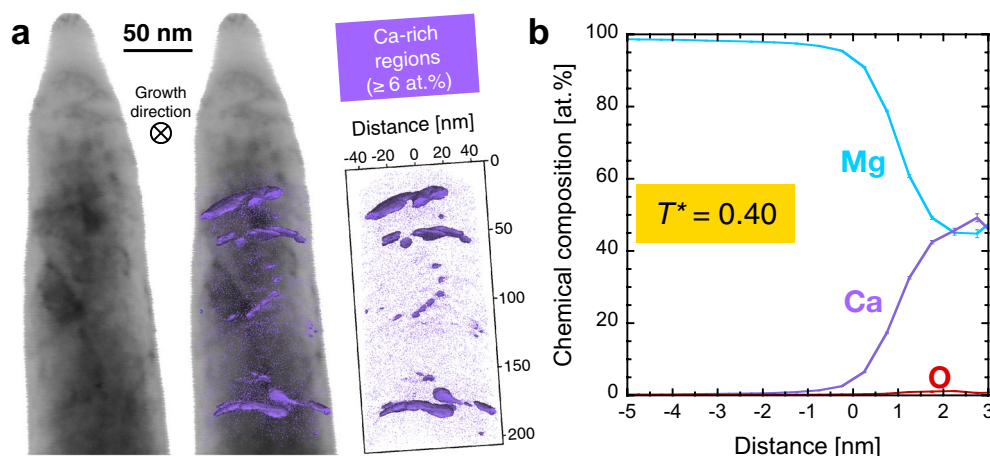 a
50 nm
Growth
direction
Ca-rich
regions
(≥ 6 at.%)
Distance [nm]
-40 -20 0 20 40
0
50
100
150
200
b
Chemical composition [at.%]
100
80
60
40
20
0
T* = 0.40
Mg
Ca
O
-5 -4 -3 -2 -1 0 1 2 3
Distance [nm]